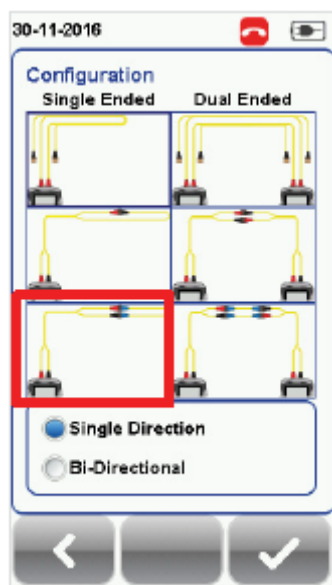 30-11-2016
Configuration
Single Ended Dual Ended
Single Direction
Bi-Directional